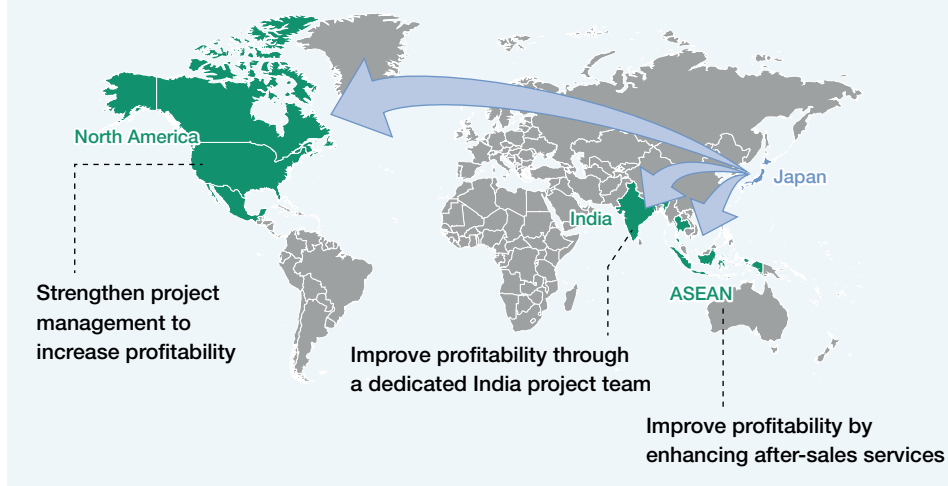 North America
Japan
India
ASEAN
Strengthen project
management to
increase profitability
Improve profitability through
a dedicated India project team
Improve profitability by
enhancing after-sales services